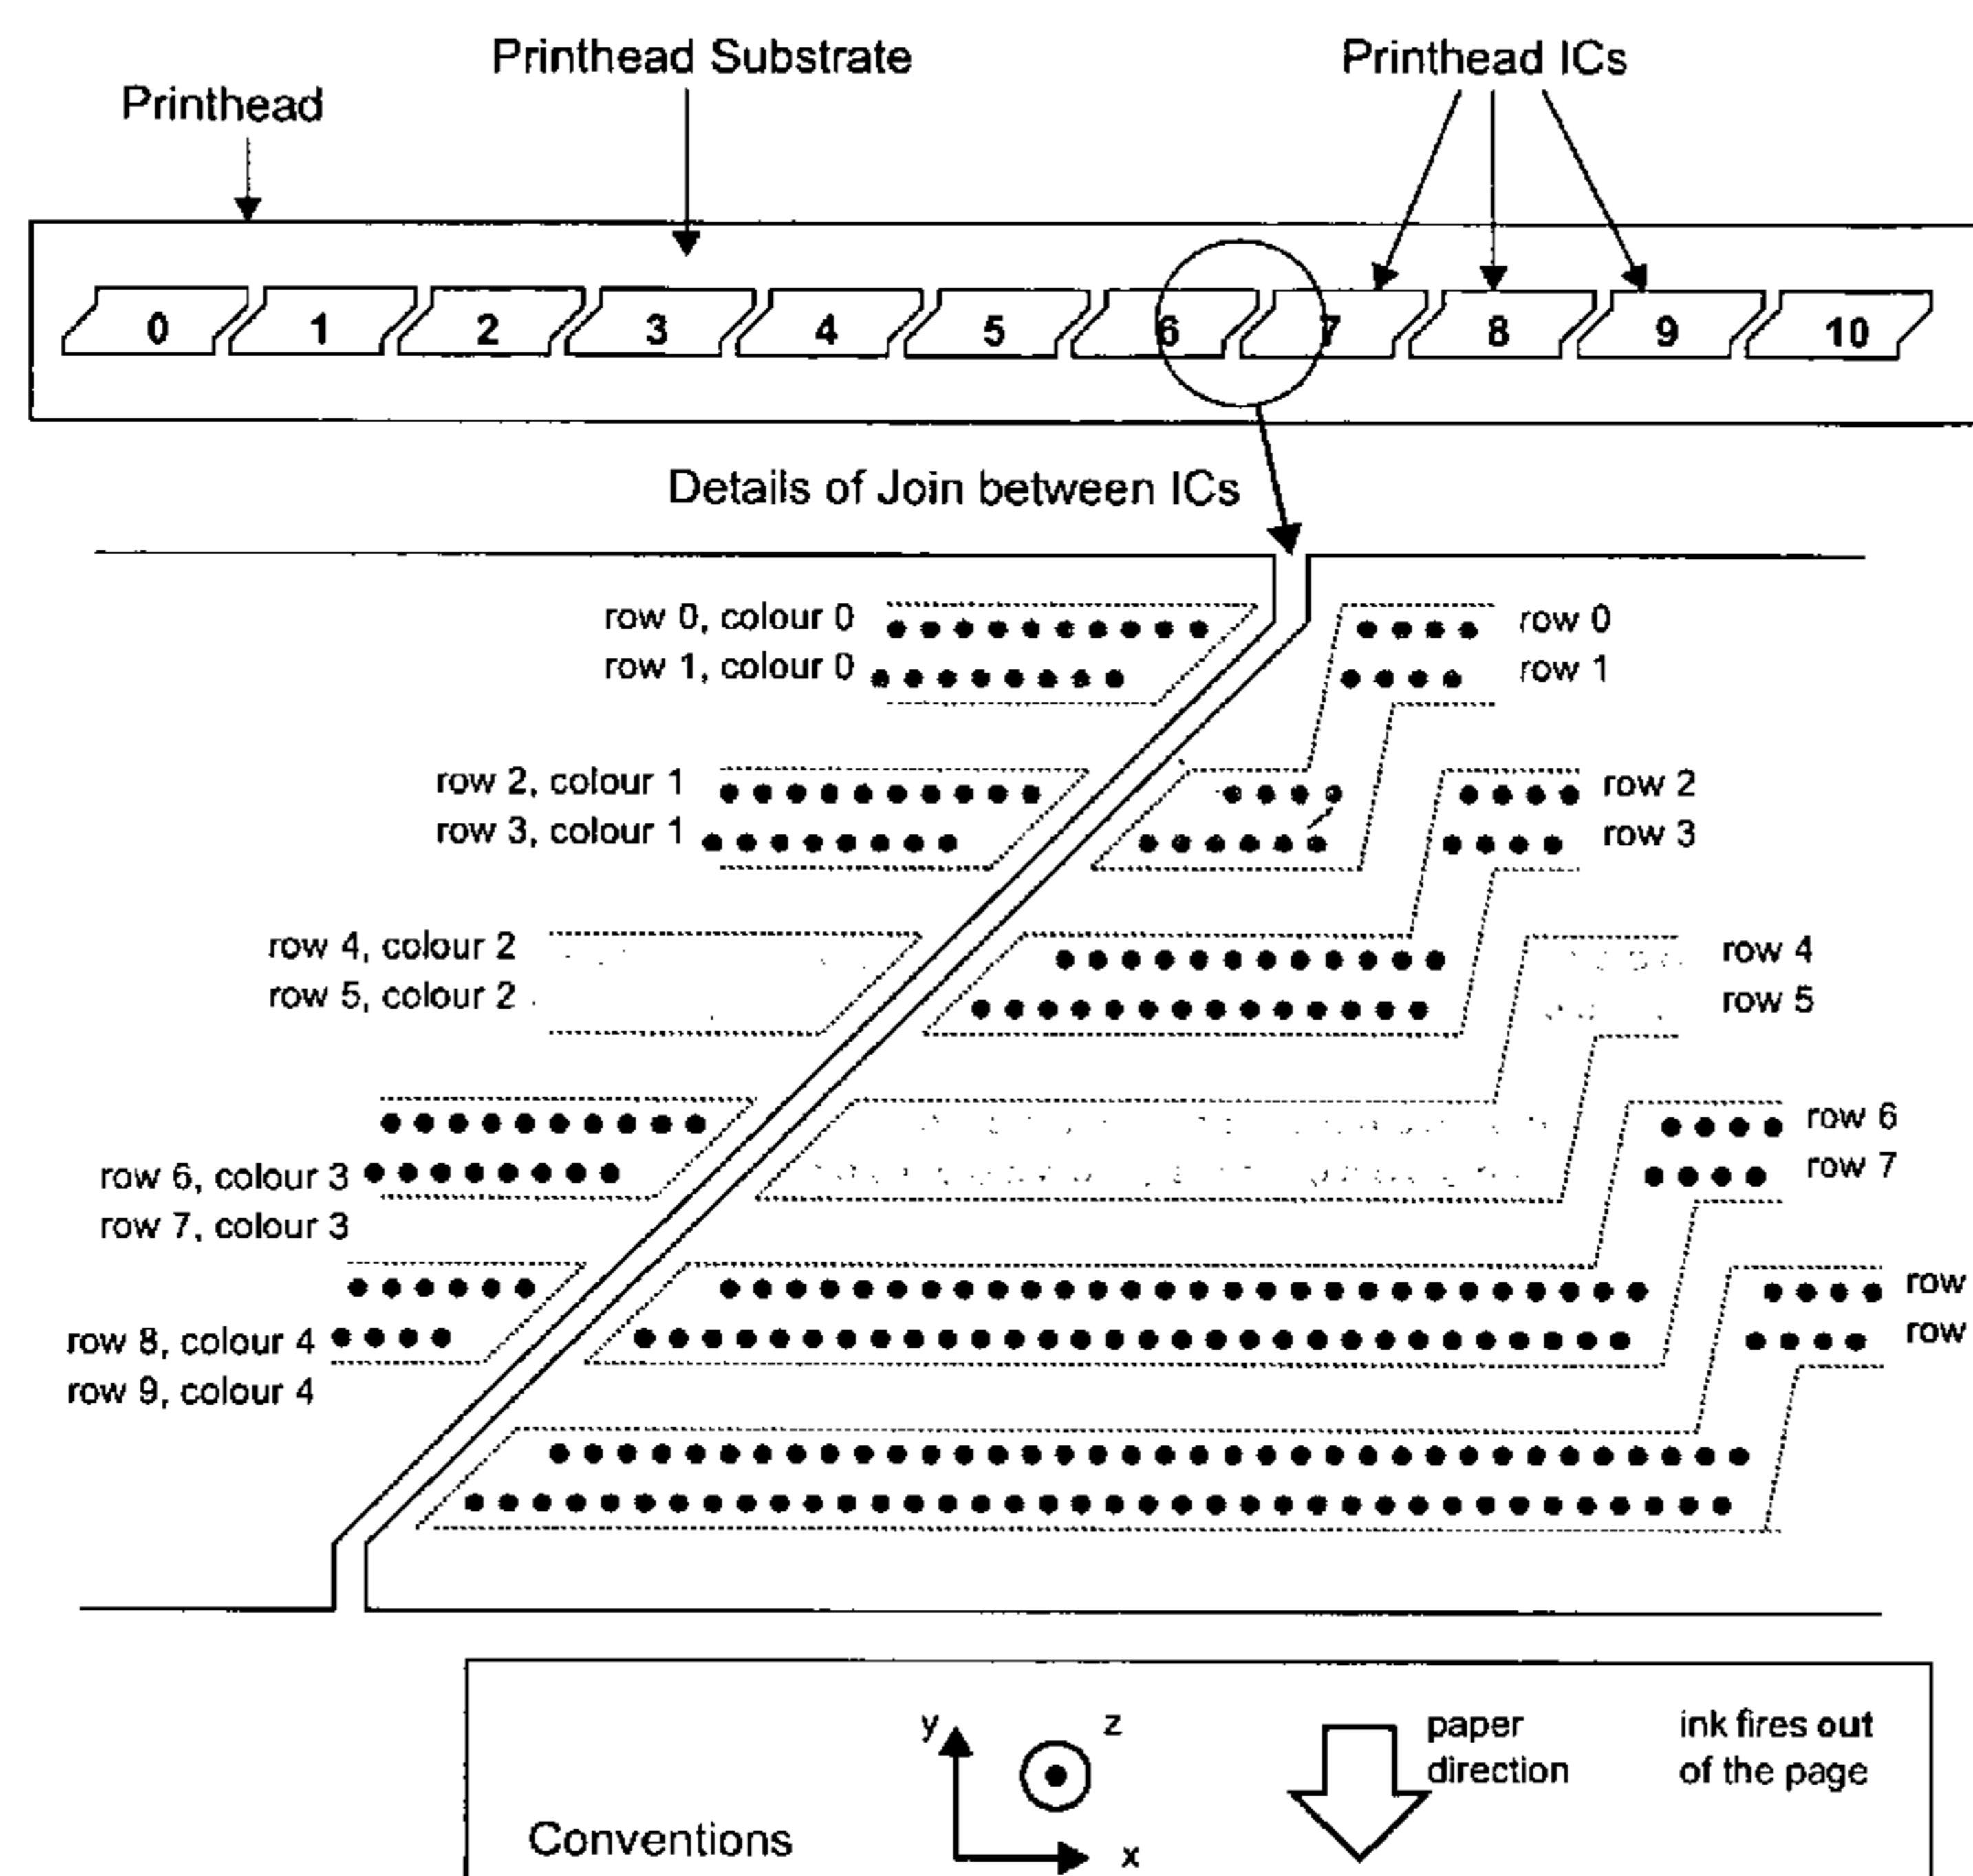 Printhead Substrate
Printhead ICs
Printhead
0 1 2 3 4 5 6 7 8 9 10
Details of Join between ICs
row 0, colour 0
row 0
row 1, colour 0
row 1
row 2, colour 1
row 2
row 3, colour 1
row 3
row 4, colour 2
row 4
row 5, colour 2
row 5
row 6
row 6, colour 3
row 7
row 7, colour 3
row
row 8, colour 4
row
row 9, colour 4
y
z
paper
direction
ink fires out
of the page
Conventions
x